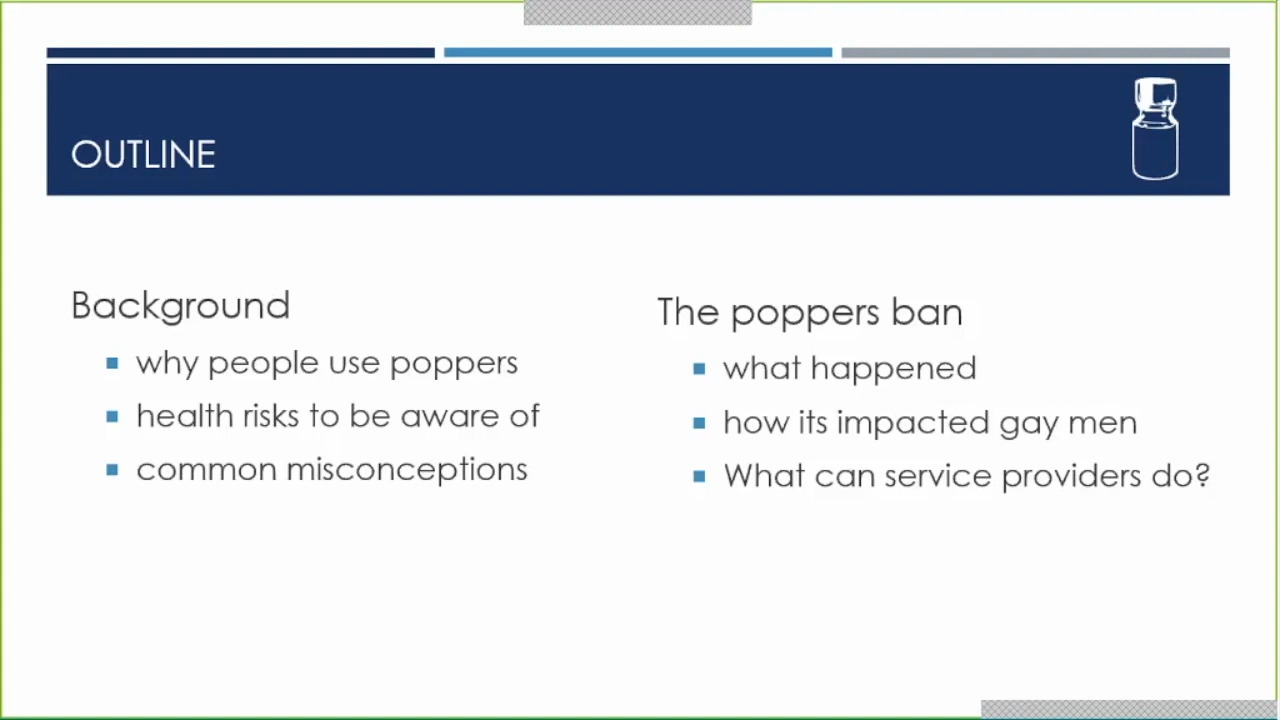 OUTLINE
Background
why people use poppers
health risks to be aware of
common misconceptions
The poppers ban
what happened
how its impacted gay men
What can service providers do?